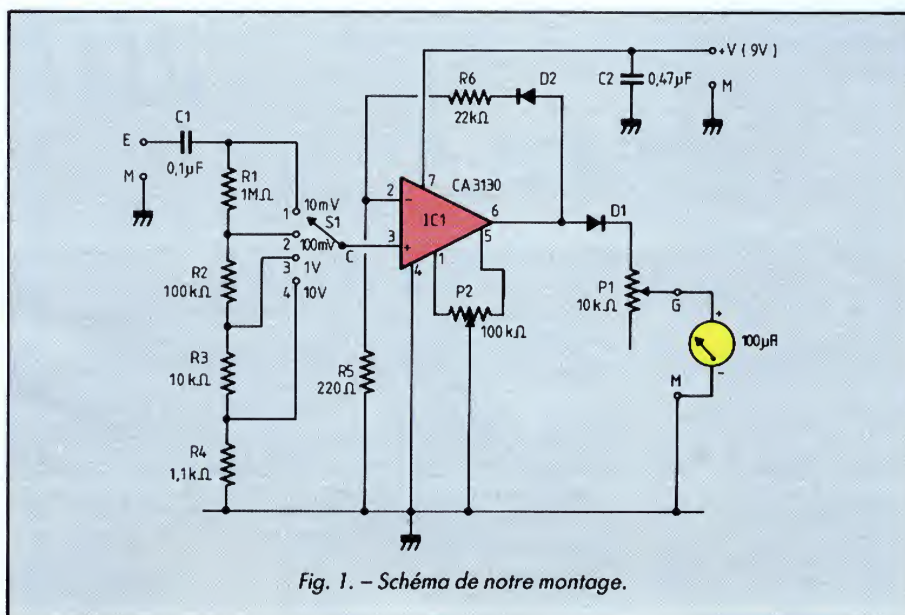 +V (9V)
R6
D2
C2
0,47µF
22kΩ
M
C1
E
0,1µF
7
CA3130
M
R1
1MΩ
10mV
2
−
6
D1
1
S1
IC1
100mV
3
+
5
2
C
3
1V
4
1
P1
G
+
R2
4
10V
P2
10kΩ
100µA
100kΩ
100kΩ
−
R3
R5
M
10kΩ
220Ω
R4
1,1kΩ
Fig. 1. – Schéma de notre montage.